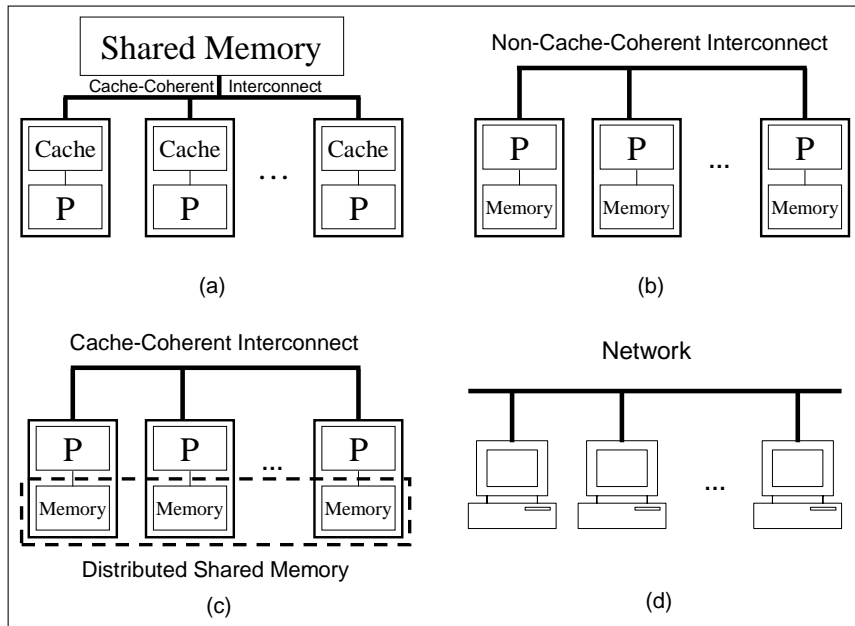 Shared Memory
Cache-Coherent Interconnect
Cache Cache Cache
. . .
P P P
(a)
Non-Cache-Coherent Interconnect
P P P
...
Memory Memory Memory
(b)
Cache-Coherent Interconnect
P P P
...
Memory Memory Memory
Distributed Shared Memory
(c)
Network
...
(d)